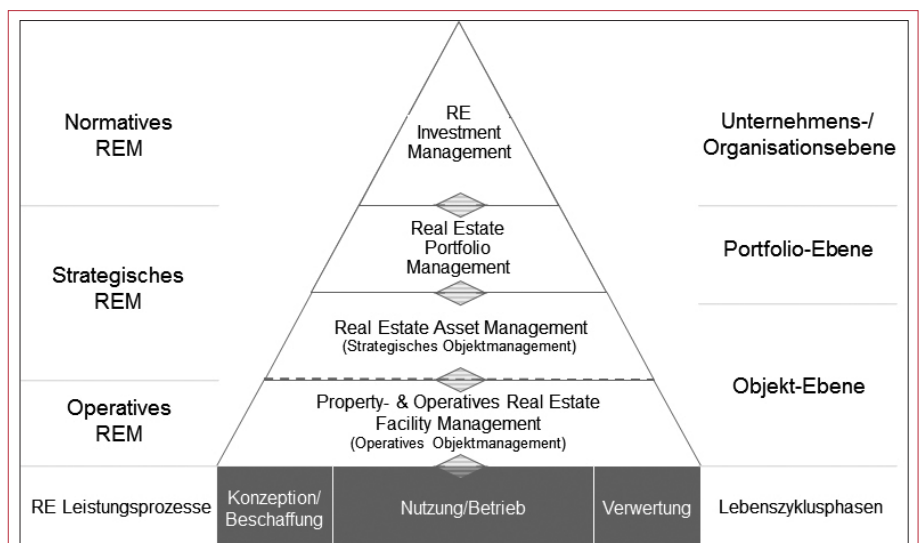 Normatives
REM
RE
Investment
Management
Unternehmens-/
Organisationsebene
Strategisches
REM
Real Estate
Portfolio
Management
Portfolio-Ebene
Real Estate Asset Management
(Strategisches Objektmanagement)
Operatives
REM
Property- & Operatives Real Estate
Facility Management
(Operatives Objektmanagement)
Objekt-Ebene
RE Leistungsprozesse
Konzeption/
Beschaffung
Nutzung/Betrieb
Verwertung
Lebenszyklusphasen